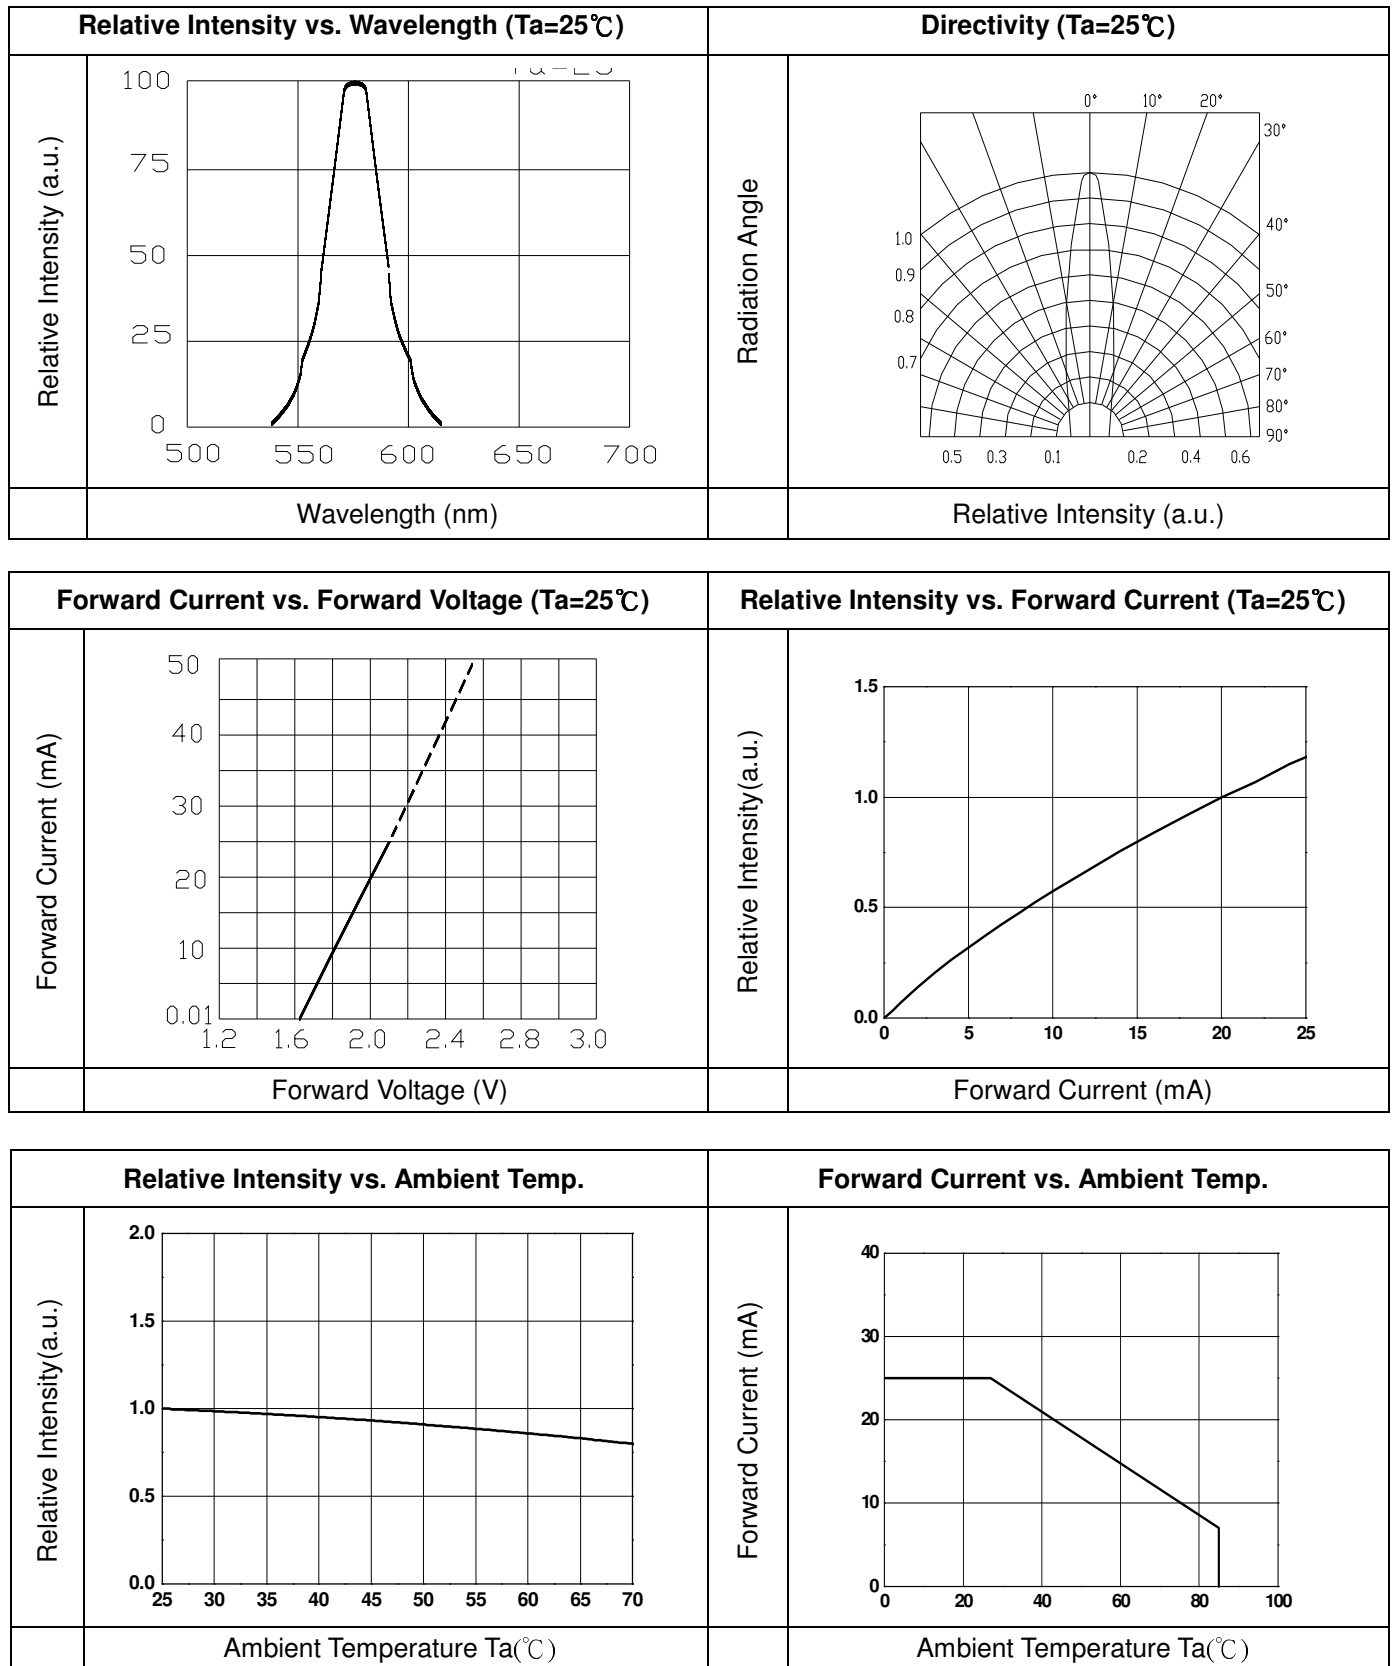 Relative Intensity vs. Wavelength (Ta=25℃)
Directivity (Ta=25℃)
Relative Intensity (a.u.)
100
75
50
25
0
500 550 600 650 700
Wavelength (nm)
Radiation Angle
0° 10° 20°
30°
40°
50°
60°
70°
80°
90°
1.0
0.9
0.8
0.7
0.5 0.3 0.1 0.2 0.4 0.6
Relative Intensity (a.u.)
Forward Current vs. Forward Voltage (Ta=25℃)
Relative Intensity vs. Forward Current (Ta=25℃)
Forward Current (mA)
50
40
30
20
10
0.01
1.2 1.6 2.0 2.4 2.8 3.0
Forward Voltage (V)
Relative Intensity(a.u.)
1.5
1.0
0.5
0.0
0 5 10 15 20 25
Forward Current (mA)
Relative Intensity vs. Ambient Temp.
Forward Current vs. Ambient Temp.
Relative Intensity(a.u.)
2.0
1.5
1.0
0.5
0.0
25 30 35 40 45 50 55 60 65 70
Ambient Temperature Ta(℃)
Forward Current (mA)
40
30
20
10
0
0 20 40 60 80 100
Ambient Temperature Ta(℃)